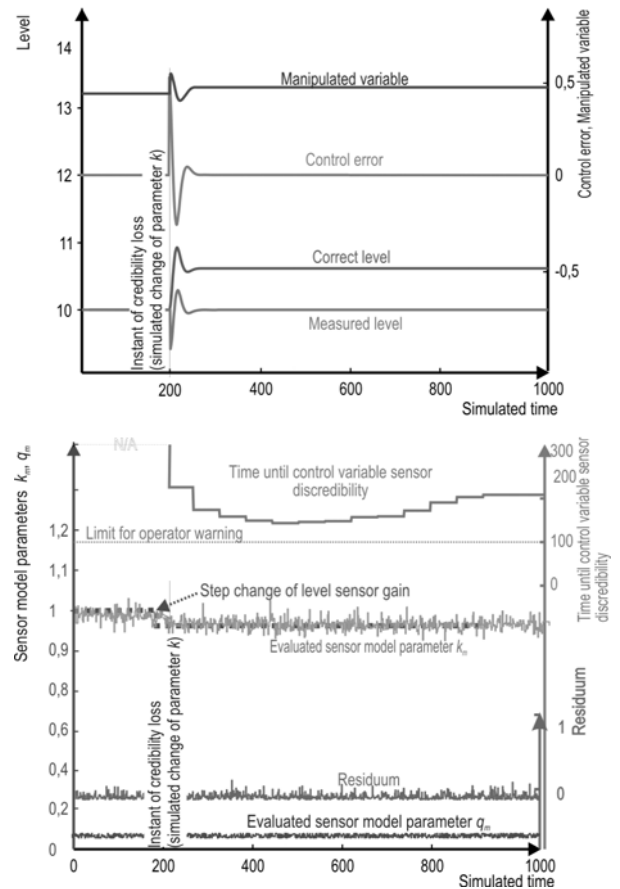 Level
14
13
12
11
10
Manipulated variable
Control error
Correct level
Measured level
Instant of credibility loss
(simulated change of parameter k)
0,5
0
-0,5
Control error, Manipulated variable
200
400
600
800
1000
Simulated time
Sensor model parameters km, qm
N/A
1,2
1,1
1
0,9
0,8
0,6
0,4
0,2
0
Time until control variable sensor
discredibility
Limit for operator warning
Step change of level sensor gain
Evaluated sensor model parameter km
Instant of credibility loss
(simulated change of parameter k)
Residuum
Evaluated sensor model parameter qm
300
200
100
0
Time until control variable sensor
discredibility
1
0
Residuum
0
200
400
600
800
1000
Simulated time